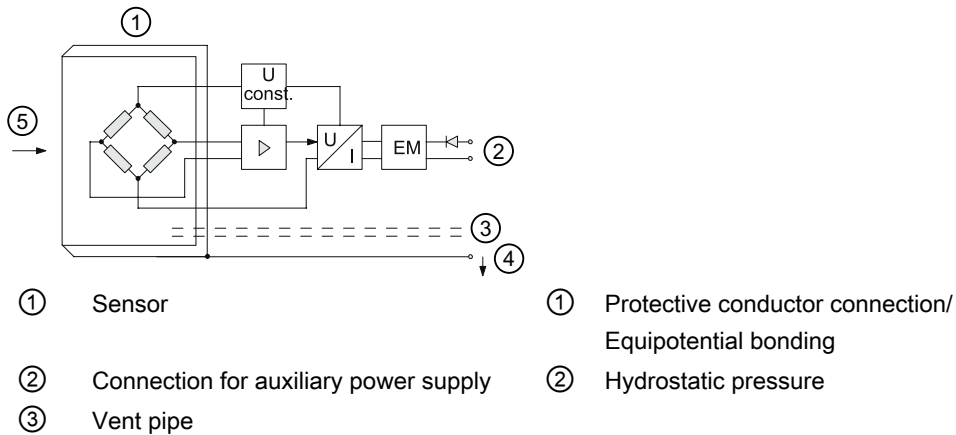 ①
U
const.
⑤
U
I
EM
②
③
④
① Sensor ① Protective conductor connection/
Equipotential bonding
② Connection for auxiliary power supply ② Hydrostatic pressure
③ Vent pipe